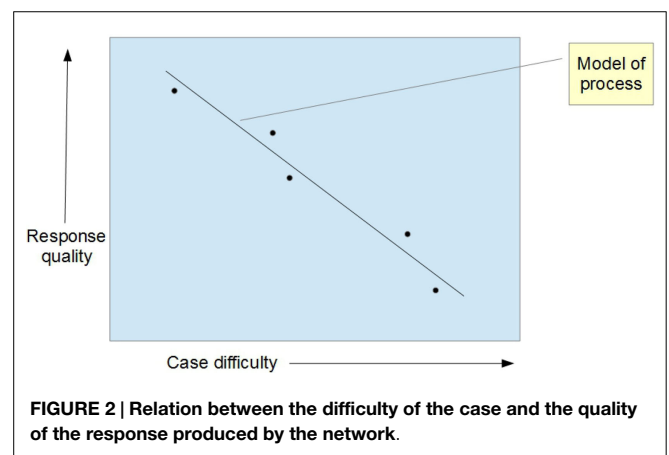 Model of
process
Response
quality
Case difficulty
FIGURE 2 | Relation between the difficulty of the case and the quality
of the response produced by the network.